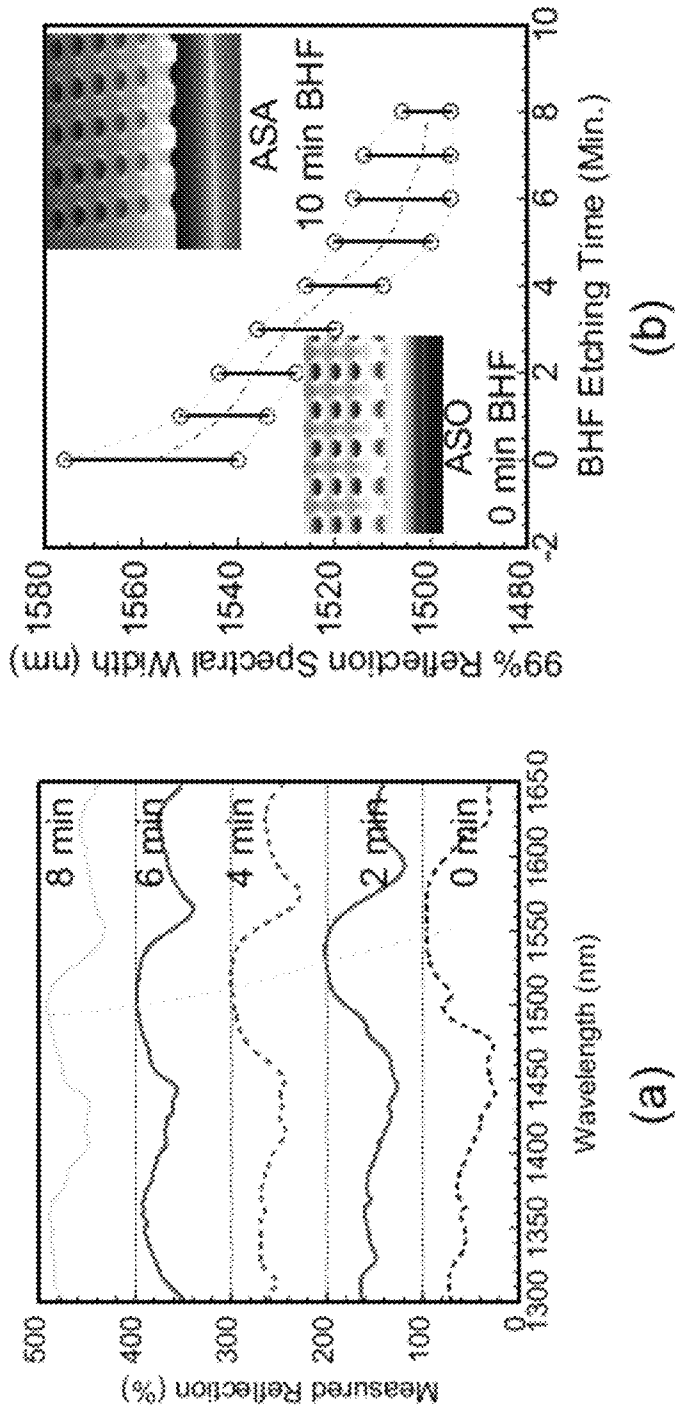 Measured Reflection (%)
500
400
300
200
100
0
8 min
6 min
4 min
2 min
0 min
1300 1350 1400 1450 1500 1550 1600 1650
Wavelength (nm)
(a)
99% Reflection Spectral Width (nm)
1580
1560
1540
1520
1500
1480
ASA
10 min BHF
ASO
0 min BHF
-2 0 2 4 6 8 10
BHF Etching Time (Min.)
(b)